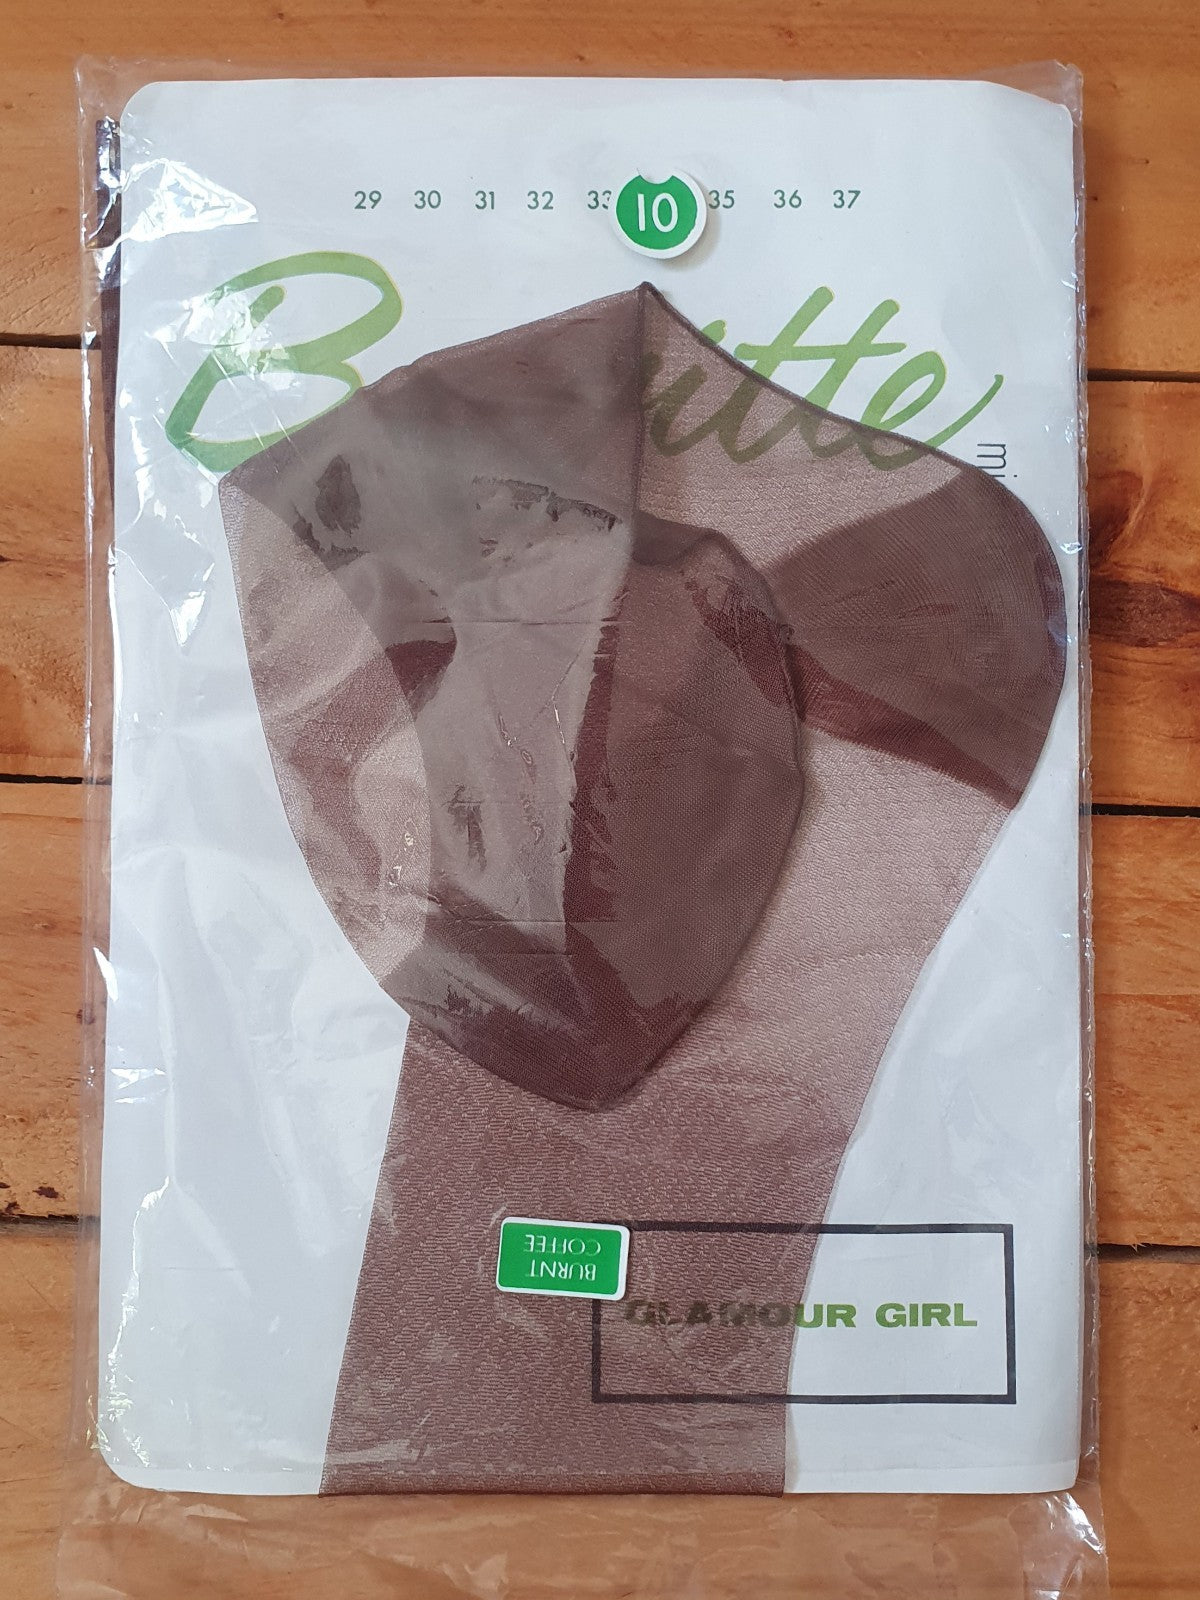 29 30 31 32 33 10 35 36 37
BURNT
COFFEE
GLAMOUR GIRL